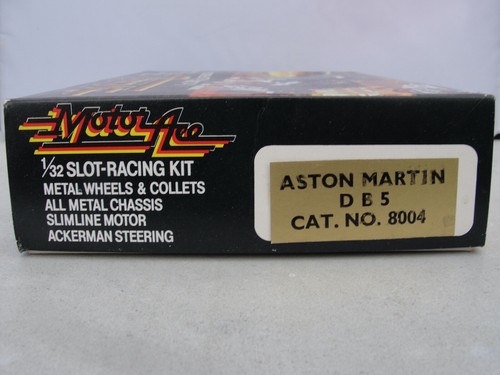 Motor Ace
1/32 SLOT-RACING KIT
METAL WHEELS & COLLETS
ALL METAL CHASSIS
SLIMLINE MOTOR
ACKERMAN STEERING
ASTON MARTIN
D B 5
CAT. NO. 8004